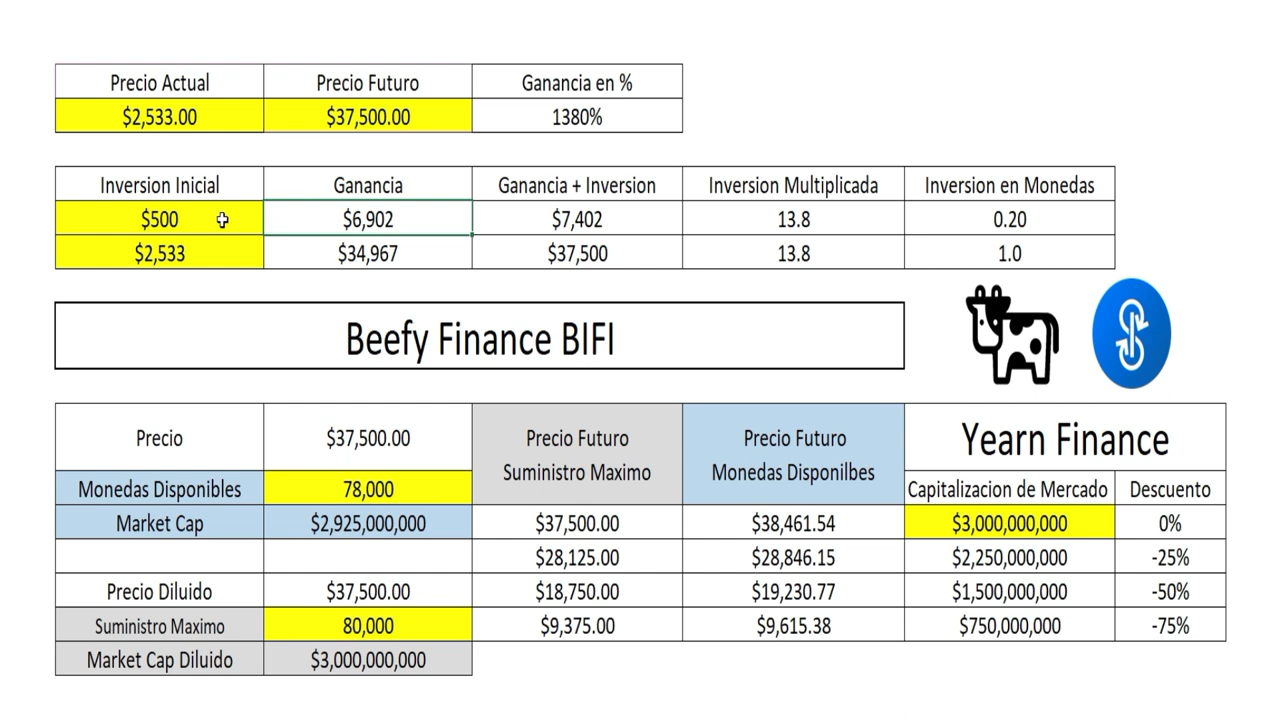 Precio Actual Precio Futuro Ganancia en %
$2,533.00 $37,500.00 1380%
Inversion Inicial Ganancia Ganancia + Inversion Inversion Multiplicada Inversion en Monedas
$500 $6,902 $7,402 13.8 0.20
$2,533 $34,967 $37,500 13.8 1.0
Beefy Finance BIFI
Precio $37,500.00 Precio Futuro Suministro Maximo Precio Futuro Monedas Disponilbes Yearn Finance
Monedas Disponibles 78,000 Capitalizacion de Mercado Descuento
Market Cap $2,925,000,000 $37,500.00 $38,461.54 $3,000,000,000 0%
$28,125.00 $28,846.15 $2,250,000,000 -25%
Precio Diluido $37,500.00 $18,750.00 $19,230.77 $1,500,000,000 -50%
Suministro Maximo 80,000 $9,375.00 $9,615.38 $750,000,000 -75%
Market Cap Diluido $3,000,000,000